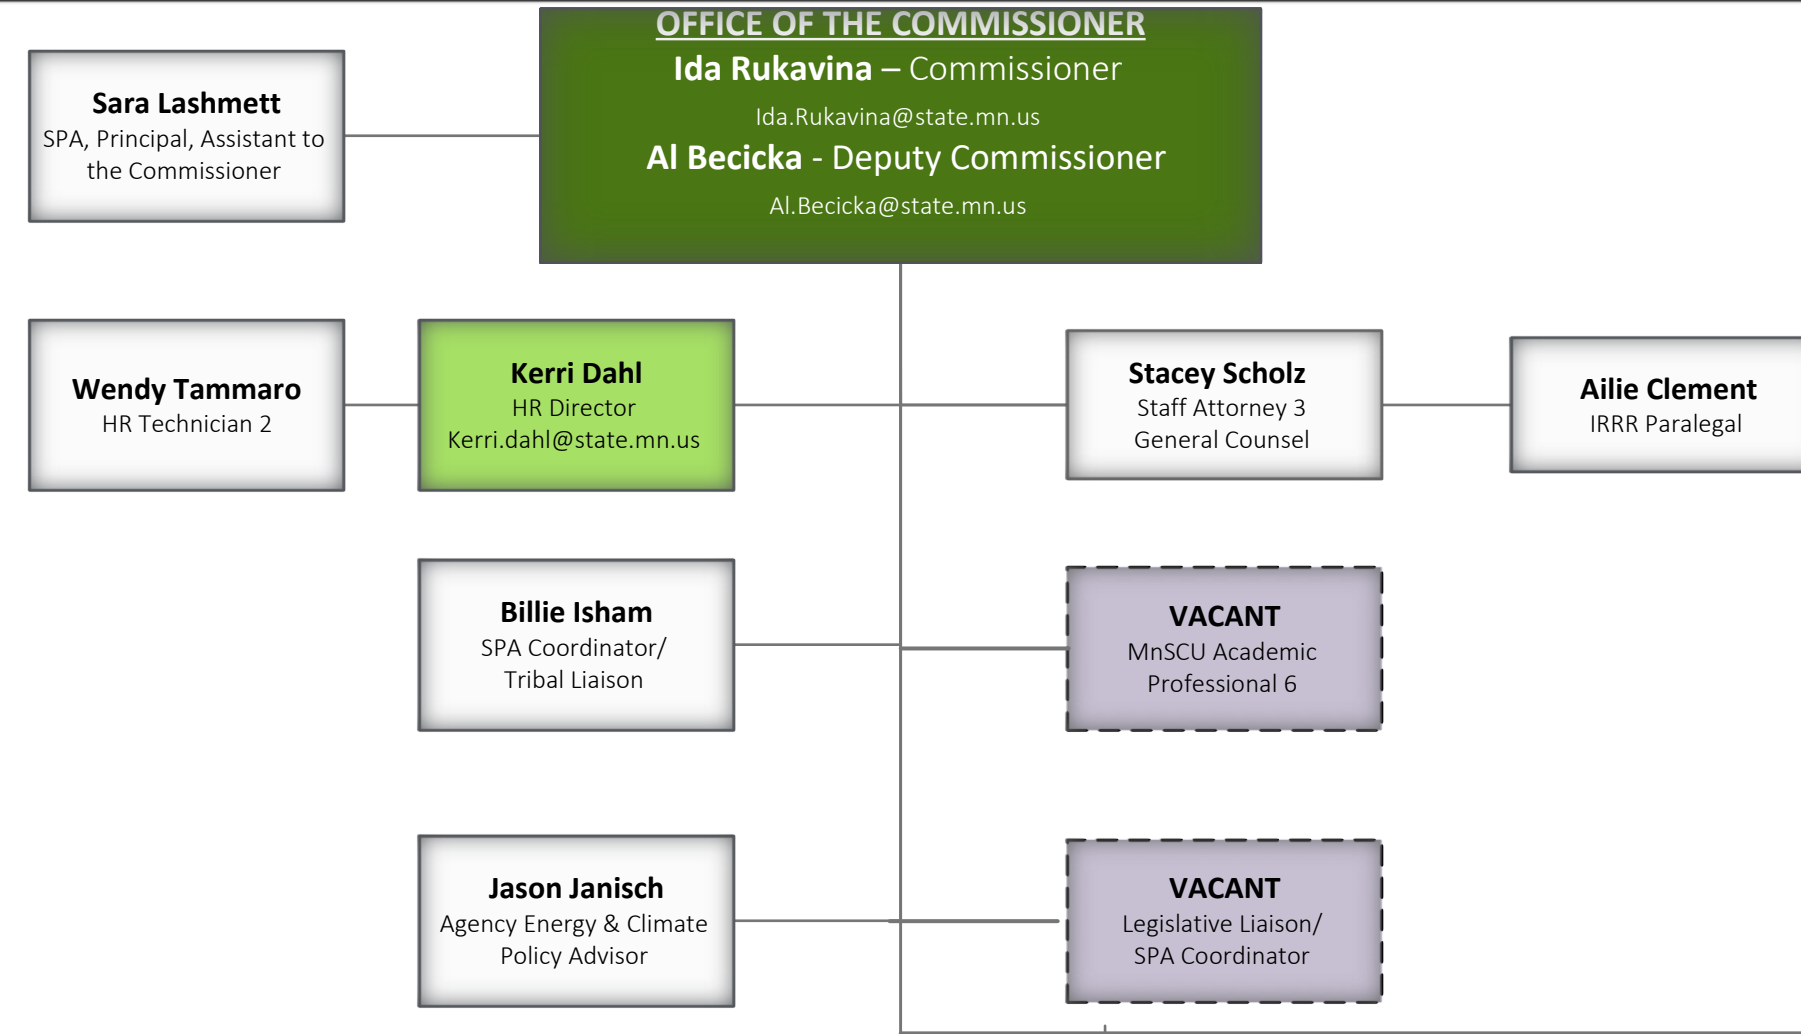 OFFICE OF THE COMMISSIONER
Ida Rukavina – Commissioner
Ida.Rukavina@state.mn.us
Al Becicka - Deputy Commissioner
Al.Becicka@state.mn.us
Sara Lashmett
SPA, Principal, Assistant to
the Commissioner
Wendy Tammaro
HR Technician 2
Kerri Dahl
HR Director
Kerri.dahl@state.mn.us
Stacey Scholz
Staff Attorney 3
General Counsel
Ailie Clement
IRRR Paralegal
Billie Isham
SPA Coordinator/
Tribal Liaison
VACANT
MnSCU Academic
Professional 6
Jason Janisch
Agency Energy & Climate
Policy Advisor
VACANT
Legislative Liaison/
SPA Coordinator